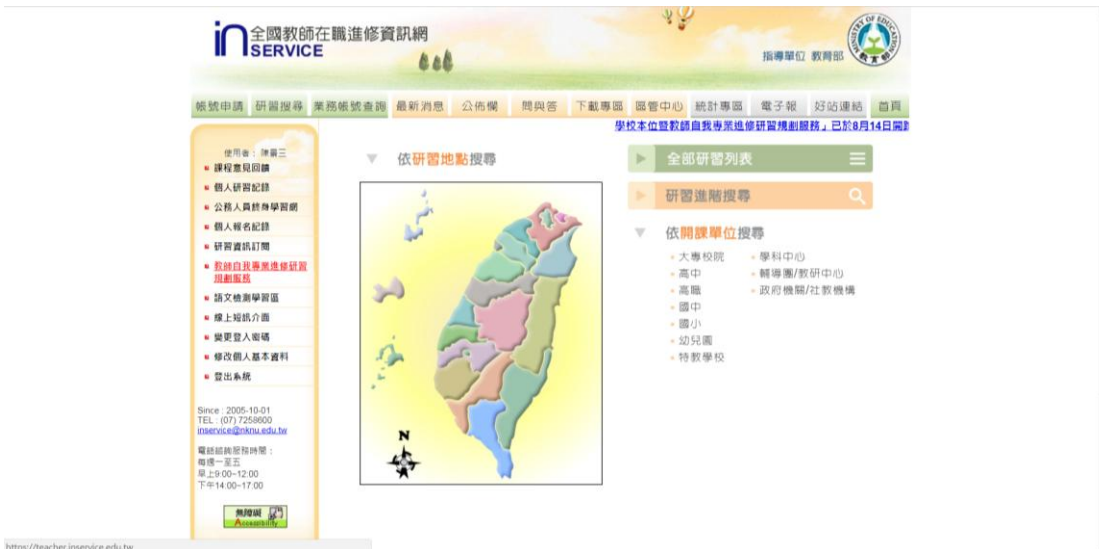 in 全國教師在職進修資訊網
SERVICE
指導單位 教育部
MINISTRY OF EDUCATION
教育部
帳號申請 研習搜尋 業務帳號查詢 最新消息 公佈欄 問與答 下載專區 區管中心 統計專區 電子報 好站連結 首頁
學校本位暨教師自我專業進修研習規劃服務」已於8月14日開
使用者： 陳晨三
課程意見回饋
個人研習記錄
公務人員終身學習網
個人報名記錄
研習資訊訂閱
教師自我專業進修研習
規劃服務
語文檢測學習區
線上短訊介面
變更登入密碼
修改個人基本資料
登出系統
Since : 2005-10-01
TEL : (07) 7258600
inservice@nknu.edu.tw
電話諮詢服務時間：
每週一至五
早上9:00~12:00
下午14:00~17:00
無障礙
Accessibility
依研習地點搜尋
N
全部研習列表
研習進階搜尋
依開課單位搜尋
大專校院
高中
高職
國中
國小
幼兒園
特教學校
學科中心
輔導團/教研中心
政府機關/社教機構
https://teacher.inservice.edu.tw